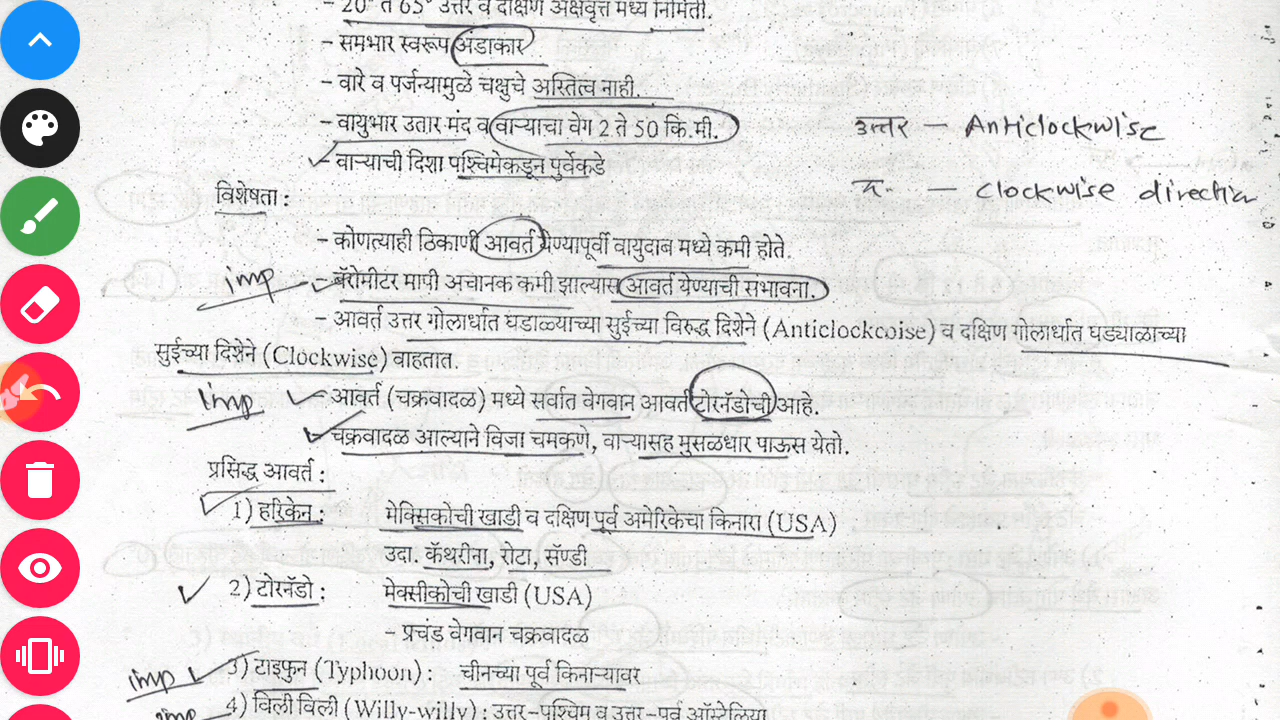 - 20° ते 65° उत्तर व दक्षिण अक्षवृत्त मध्य निर्मिती.
- समभार स्वरूप अंडाकार
- वारे व पर्जन्यामुळे चक्षुचे अस्तित्व नाही.
- वायुभार उतार मंद व वाऱ्याचा वेग 2 ते 50 कि.मी.
उत्तर - Anticlockwise
- वाऱ्याची दिशा पश्चिमेकडून पुर्वेकडे
द. - clockwise direction
विशेषता :
- कोणत्याही ठिकाणी आवर्त येण्यापूर्वी वायुदाब मध्ये कमी होते.
imp - बॅरोमीटर मापी अचानक कमी झाल्यास आवर्त येण्याची संभावना.
- आवर्त उत्तर गोलार्धात घडाळ्याच्या सुईच्या विरुद्ध दिशेने (Anticlockcoise) व दक्षिण गोलार्धात घड्याळाच्या
सुईच्या दिशेने (Clockwise) वाहतात.
imp - आवर्त (चक्रवादळ) मध्ये सर्वात वेगवान आवर्त टोरनॅडोची आहे.
- चक्रवादळ आल्याने विजा चमकणे, वाऱ्यासह मुसळधार पाऊस येतो.
प्रसिद्ध आवर्त :
1) हरिकेन : मेक्सिकोची खाडी व दक्षिण पूर्व अमेरिकेचा किनारा (USA)
उदा. कॅथरीना, रोटा, सॅण्डी
2) टोरनॅडो : मेक्सीकोची खाडी (USA)
- प्रचंड वेगवान चक्रवादळ
imp 3) टाइफुन (Typhoon) : चीनच्या पूर्व किनाऱ्यावर
imp 4) विली विली (Willy-willy) : उत्तर-पश्चिम व उत्तर-पूर्व ऑस्ट्रेलिया